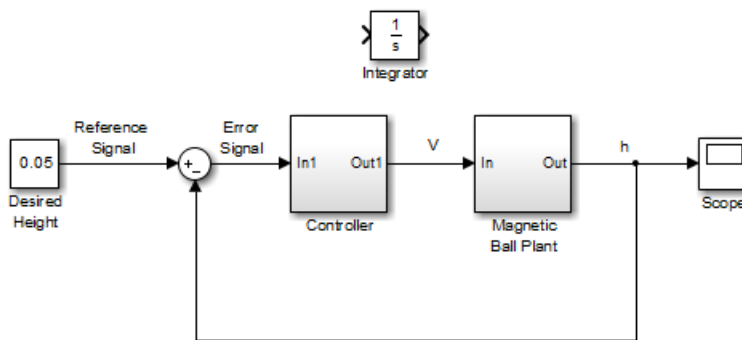 1
s
Integrator
Reference
Signal
Error
Signal
0.05
+
−
In1
Out1
V
In
Out
h
Desired
Height
Controller
Magnetic
Ball Plant
Scope